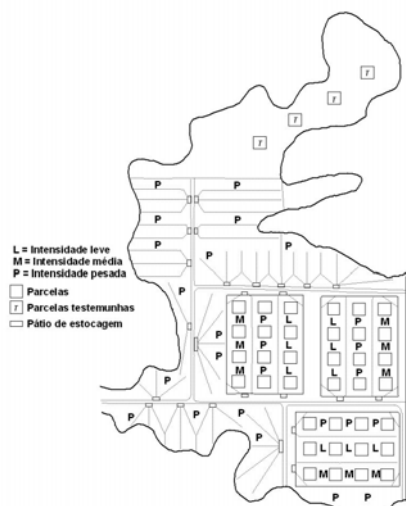 T
T
T
T
P P
P P
P
P P P P
L = Intensidade leve
M = Intensidade média
P = Intensidade pesada
Parcelas
T Parcelas testemunhas
Pátio de estocagem
P
M P L L P M
P
M P L L P M
P
M P L L P M
P
P P P P
P
P P P
L L L
M M M
P P